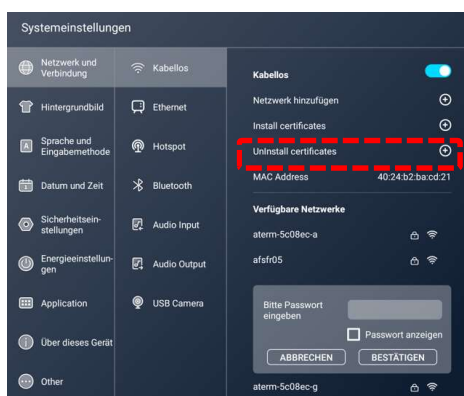 Systemeinstellungen
Netzwerk und
Verbindung
Hintergrundbild
Sprache und
Eingabemethode
Datum und Zeit
Sicherheitsein-
stellungen
Energieeinstellun-
gen
Application
Über dieses Gerät
Other
Kabellos
Ethernet
Hotspot
Bluetooth
Audio Input
Audio Output
USB Camera
Kabellos
Netzwerk hinzufügen
Install certificates
UnInstall certificates
MAC Address 40:24:b2:ba:cd:21
Verfügbare Netzwerke
aterm-5c08ec-a
afsfr05
Bitte Passwort
eingeben
Passwort anzeigen
ABBRECHEN BESTÄTIGEN
aterm-5c08ec-g